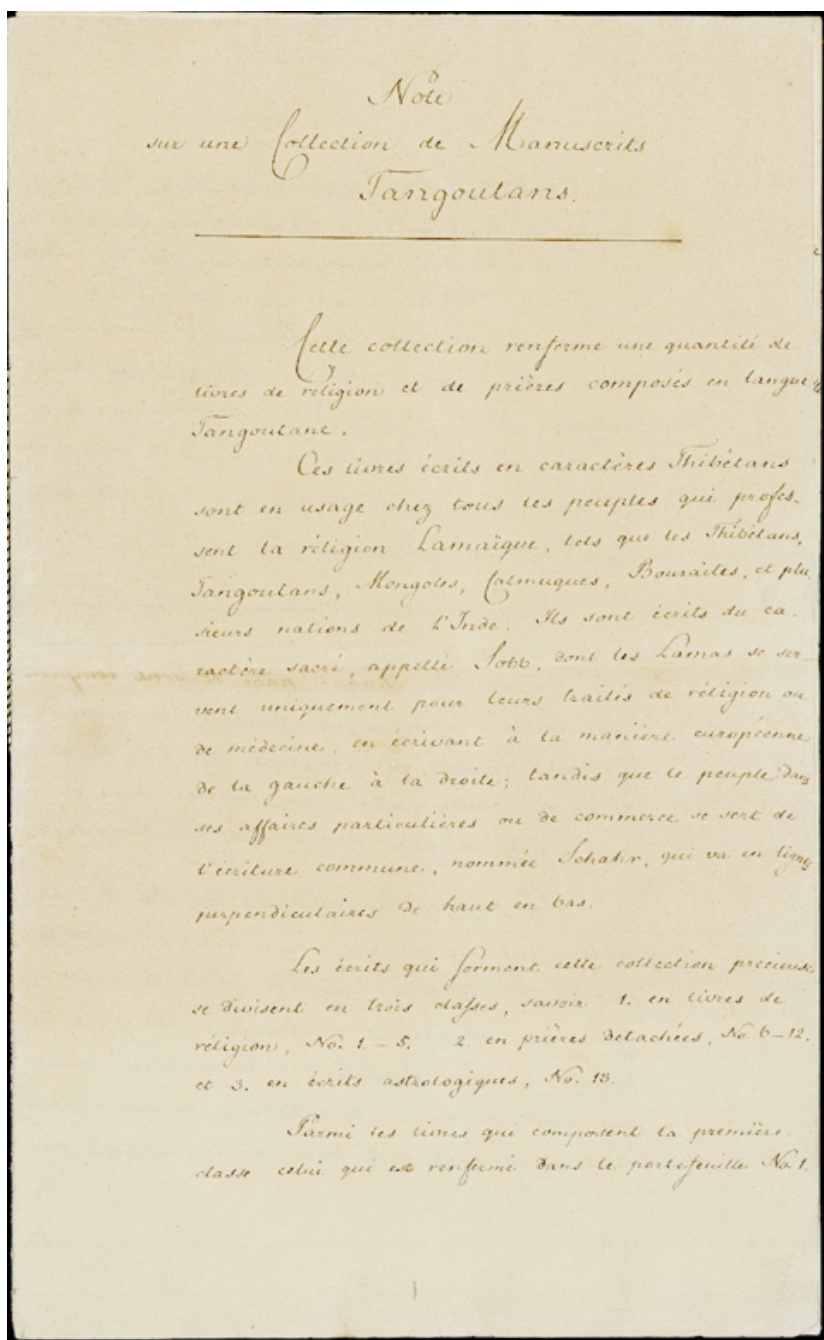 Note
sur une Collection de Manuscrits
Tangoutans.
Cette collection renferme une quantité de
livres de réligion et de prières composés en langue
Tangoutane.
Ces livres écrits en caractères Thibétans
sont en usage chez tous les peuples qui profes-
sent la réligion Lamaïque, tels que les Thibétans,
Tangoutans, Mongoles, Calmuques, Bouraites, et plu
sieurs nations de l'Inde. Ils sont écrits du ca-
ractère sacré, appellé dont les Lamas se ser-
vent uniquement pour leurs traités de réligion ou
de médecine, en écrivant à la manière européenne
de la gauche à la droite; tandis que le peuple dans
ses affaires particulières ou de commerce se sert de
l'écriture commune, nommée Schahr, qui va en lignes
perpendiculaires de haut en bas.
Les écrits qui forment cette collection précieuse
se divisent en trois classes, savoir 1. en livres de
réligion, No. 1 - 5. 2. en prières detachées, No. 6-12.
et 3. en écrits astrologiques, No. 13.
Parmi les livres qui composent la première
classe celui qui est renfermé dans le portefeuille No. 1.